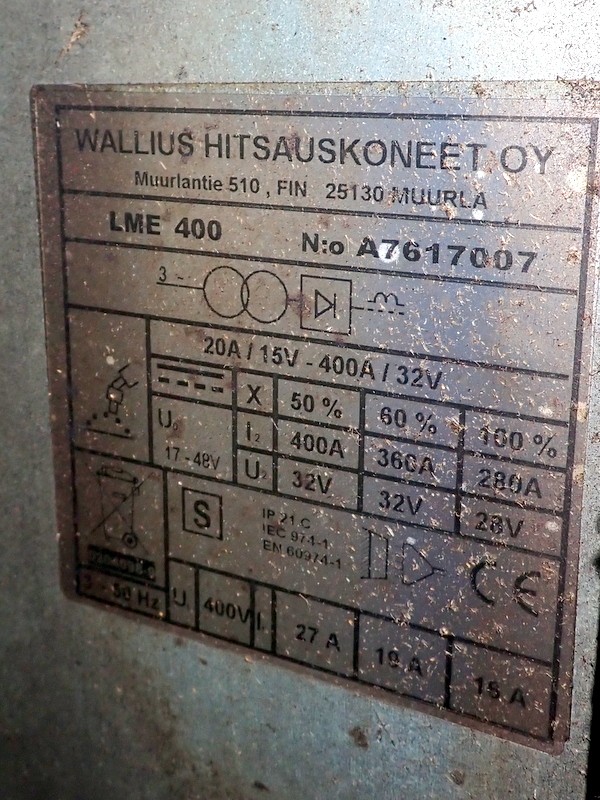 WALLIUS HITSAUSKONEET OY
Muurlantie 510 , FIN 25130 MUURLA
LME 400 N:o A7617007
3 ~
20A / 15V - 400A / 32V
X 50 % 60 % 100 %
U₀ I₂ 400A 360A 280A
17 - 48V U₂ 32V 32V 28V
S IP 21 C
IEC 974-1
EN 60974-1
CE
3 ~ 50 Hz U 400V I 27 A 19 A 15 A